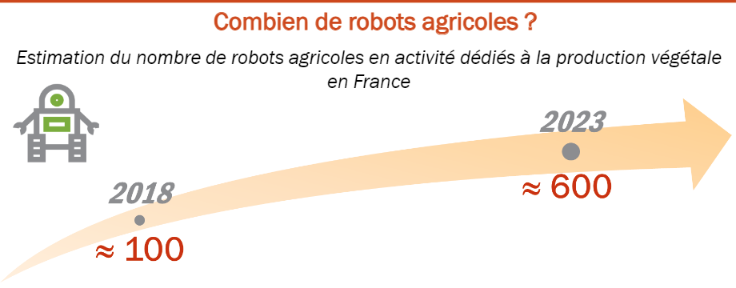 Combien de robots agricoles ?
Estimation du nombre de robots agricoles en activité dédiés à la production végétale
en France
2023
≈ 600
2018
≈ 100